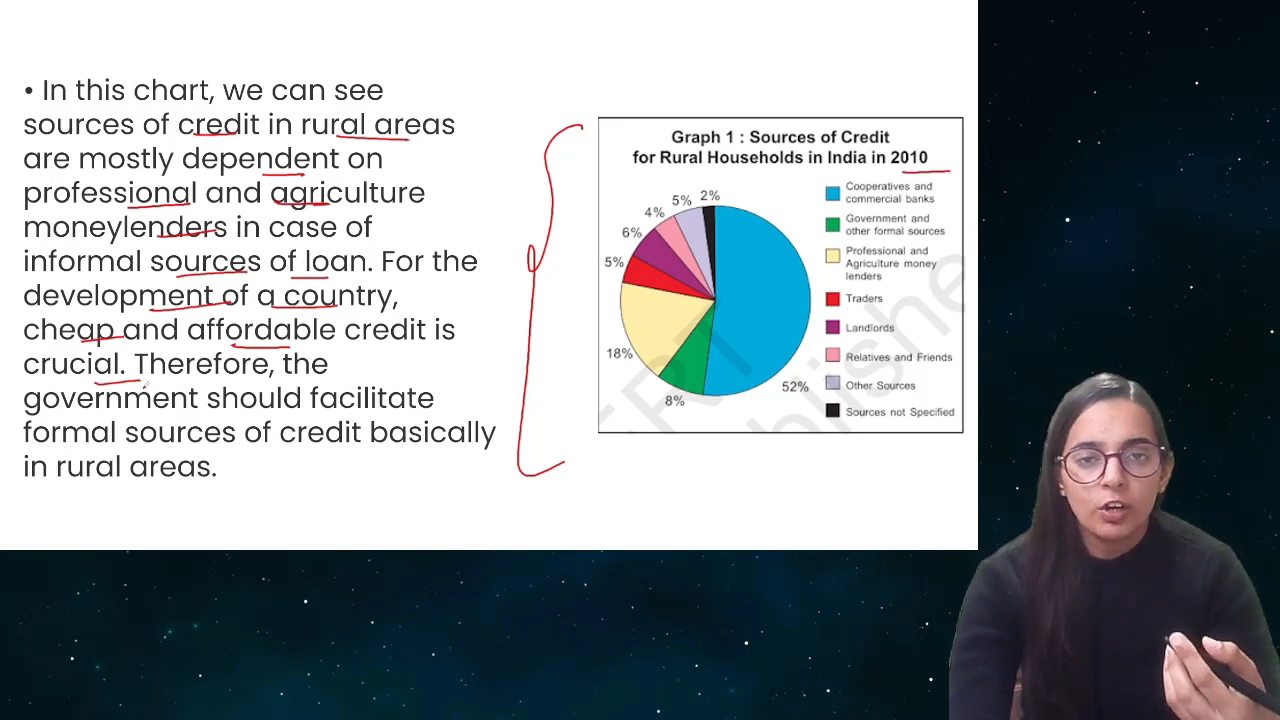 • In this chart, we can see
sources of credit in rural areas
are mostly dependent on
professional and agriculture
moneylenders in case of
informal sources of loan. For the
development of a country,
cheap and affordable credit is
crucial. Therefore, the
government should facilitate
formal sources of credit basically
in rural areas.
Graph 1 : Sources of Credit
for Rural Households in India in 2010
2%
5%
4%
6%
5%
18%
8%
52%
Cooperatives and
commercial banks
Government and
other formal sources
Professional and
Agriculture money
lenders
Traders
Landlords
Relatives and Friends
Other Sources
Sources not Specified